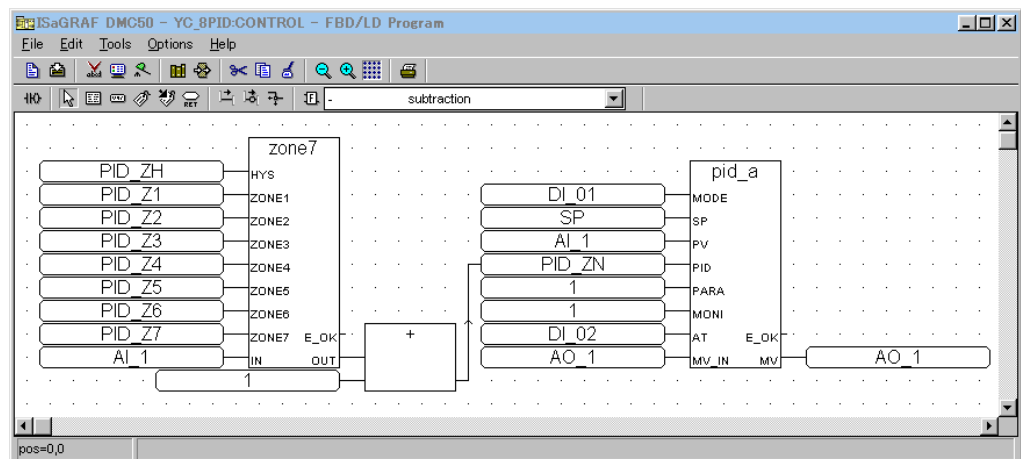 ISaGRAF DMC50 - YC_8PID:CONTROL - FBD/LD Program
File Edit Tools Options Help
- subtraction
zone7
PID_ZH HYS
PID_Z1 ZONE1
PID_Z2 ZONE2
PID_Z3 ZONE3
PID_Z4 ZONE4
PID_Z5 ZONE5
PID_Z6 ZONE6
PID_Z7 ZONE7 E_OK
AI_1 IN OUT
1
+
pid_a
DI_01 MODE
SP SP
AI_1 PV
PID_ZN PID
1 PARA
1 MONI
DI_02 AT E_OK
AO_1 MV_IN MV AO_1
pos=0,0